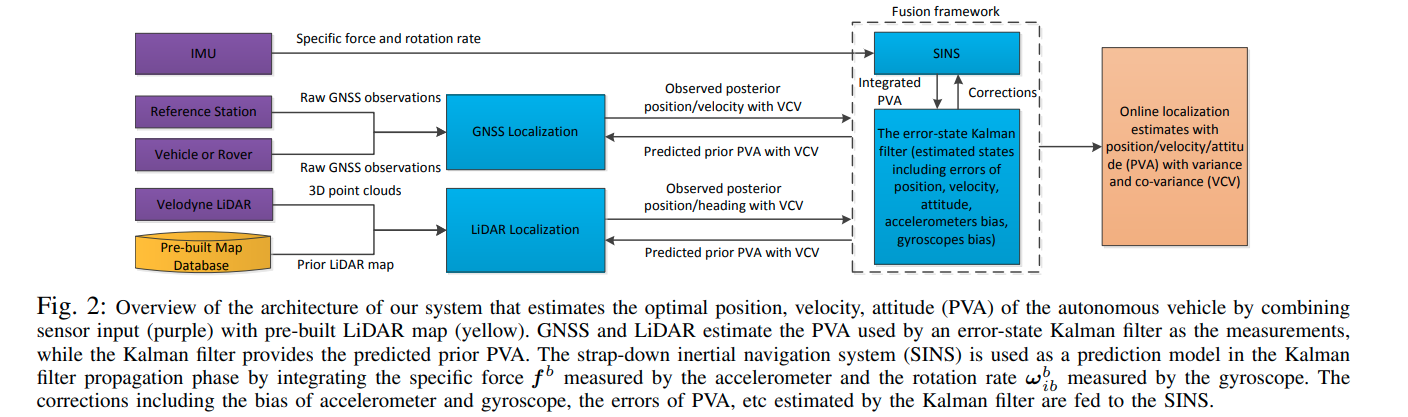 Fusion framework
IMU
Specific force and rotation rate
SINS
Integrated
PVA
Corrections
Reference Station
Raw GNSS observations
Vehicle or Rover
Raw GNSS observations
GNSS Localization
Observed posterior
position/velocity with VCV
Predicted prior PVA with VCV
3D point clouds
Velodyne LiDAR
Pre-built Map
Database
Prior LiDAR map
LiDAR Localization
Observed posterior
position/heading with VCV
Predicted prior PVA with VCV
The error-state Kalman
filter (estimated states
including errors of
position, velocity,
attitude,
accelerometers bias,
gyroscopes bias)
Online localization
estimates with
position/velocity/attitu
de (PVA) with variance
and co-variance (VCV)
Fig. 2: Overview of the architecture of our system that estimates the optimal position, velocity, attitude (PVA) of the autonomous vehicle by combining
sensor input (purple) with pre-built LiDAR map (yellow). GNSS and LiDAR estimate the PVA used by an error-state Kalman filter as the measurements,
while the Kalman filter provides the predicted prior PVA. The strap-down inertial navigation system (SINS) is used as a prediction model in the Kalman
filter propagation phase by integrating the specific force f^b measured by the accelerometer and the rotation rate ω_{ib}^b measured by the gyroscope. The
corrections including the bias of accelerometer and gyroscope, the errors of PVA, etc estimated by the Kalman filter are fed to the SINS.